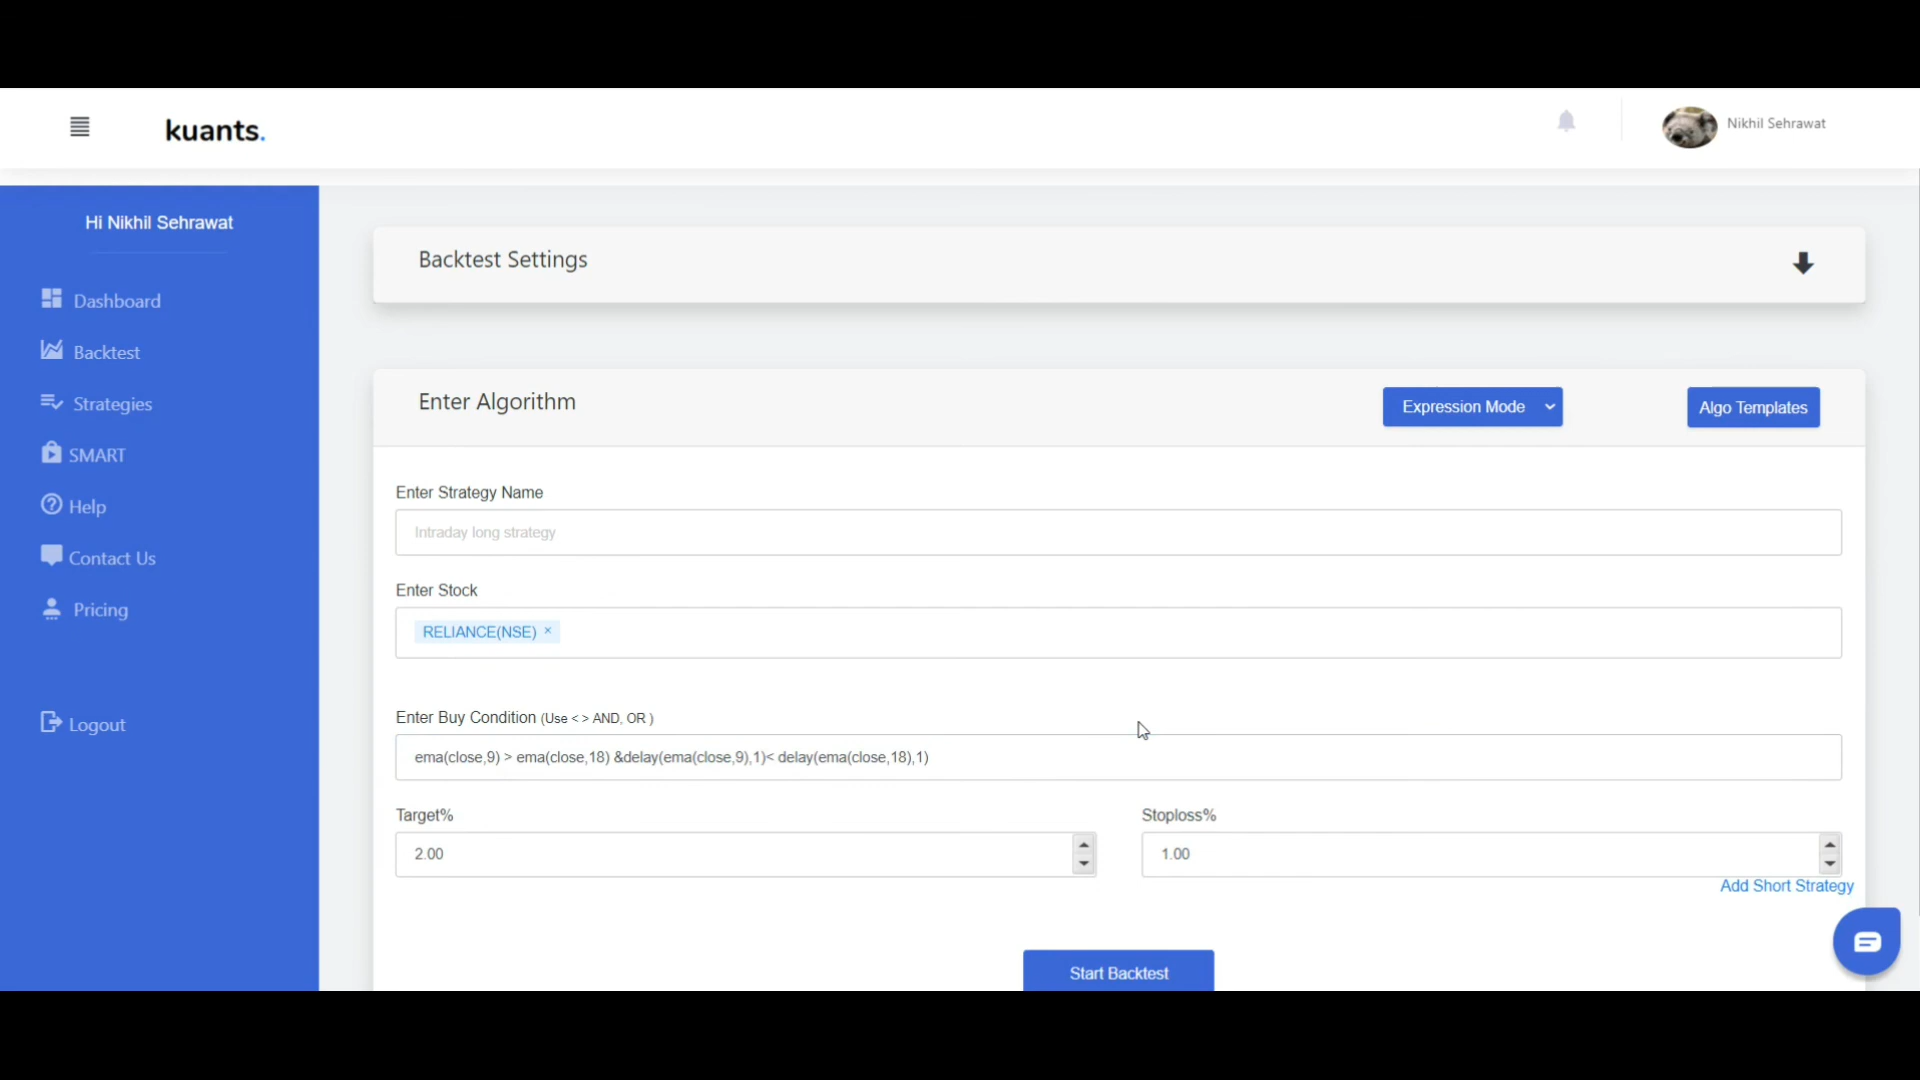 kuants.
Nikhil Sehrawat
Hi Nikhil Sehrawat
Dashboard
Backtest
Strategies
SMART
Help
Contact Us
Pricing
Logout
Backtest Settings
Enter Algorithm
Expression Mode
Algo Templates
Enter Strategy Name
Intraday long strategy
Enter Stock
RELIANCE(NSE) ×
Enter Buy Condition (Use < > AND, OR )
ema(close,9) > ema(close,18) &delay(ema(close,9),1)< delay(ema(close,18),1)
Target%
Stoploss%
2.00
1.00
Add Short Strategy
Start Backtest